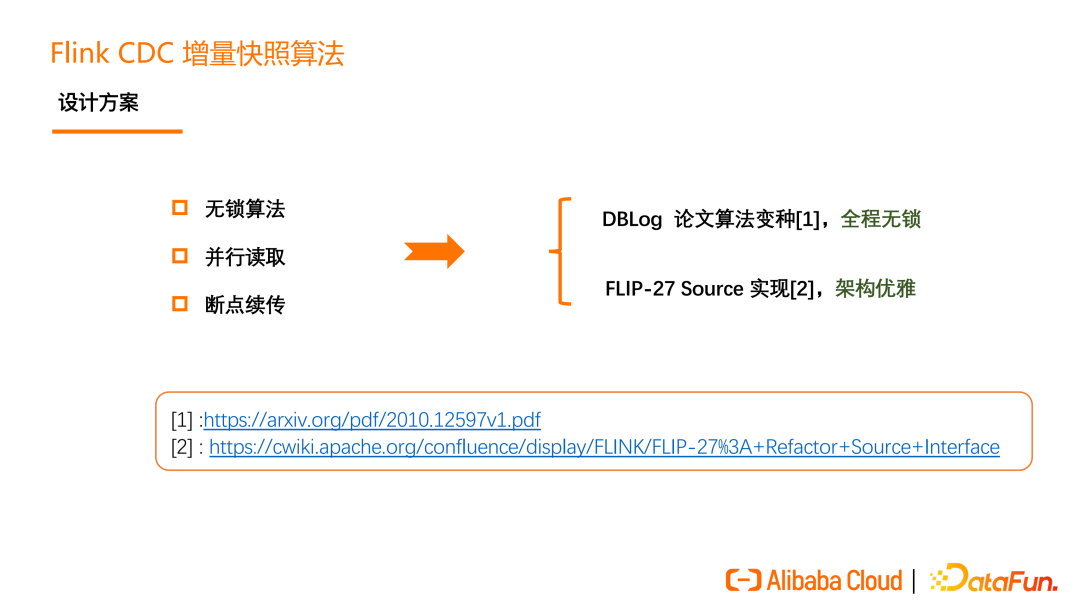 Flink CDC 增量快照算法
设计方案
无锁算法
并行读取
断点续传
DBLog 论文算法变种[1]，全程无锁
FLIP-27 Source 实现[2]，架构优雅
[1] :https://arxiv.org/pdf/2010.12597v1.pdf
[2] : https://cwiki.apache.org/confluence/display/FLINK/FLIP-27%3A+Refactor+Source+Interface
Alibaba Cloud | DataFun.